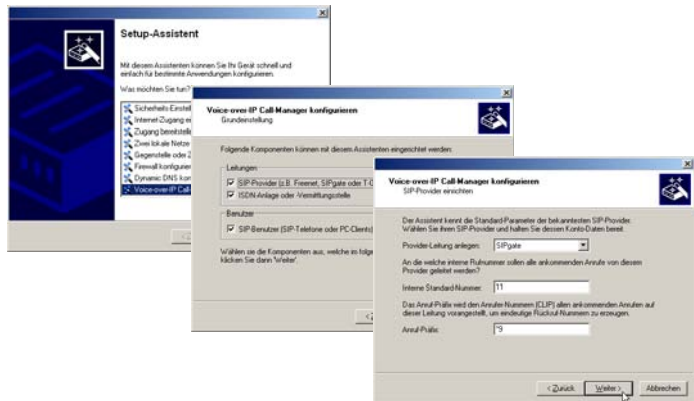 Setup-Assistent
Mit diesem Assistenten können Sie Ihr Gerät schnell und
einfach für bestimmte Anwendungen konfigurieren.
Was möchten Sie tun?
Sicherheits-Einstell
Internet-Zugang ei
Zugang bereitstelle
Zwei lokale Netze
Gegenstelle oder Z
Firewall konfigurier
Dynamic DNS kon
Voice-over-IP Call-
Voice-over-IP Call-Manager konfigurieren
Grundeinstellung
Folgende Komponenten können mit diesem Assistenten eingerichtet werden:
Leitungen
SIP-Provider (z.B. Freenet, SIPgate oder T-O
ISDN-Anlage oder -Vermittlungsstelle
Benutzer
SIP-Benutzer (SIP-Telefone oder PC-Clients)
Wählen sie die Komponenten aus, welche im folge
klicken Sie dann 'Weiter'.
Voice-over-IP Call-Manager konfigurieren
SIP-Provider einrichten
Der Assistent kennt die Standard-Parameter der bekanntesten SIP-Provider.
Wählen Sie ihren SIP-Provider und halten Sie dessen Konto-Daten bereit.
Provider-Leitung anlegen: SIPgate
An die welche interne Rufnummer sollen alle ankommenden Anrufe von diesem
Provider geleitet werden?
Interne Standard-Nummer: 11
Das Anruf-Präfix wird den Anrufer-Nummern (CLIP) allen ankommenden Anrufen auf
dieser Leitung vorangestellt, um eindeutige Rückruf-Nummern zu erzeugen.
Anruf-Präfix: *9
< Zurück Weiter > Abbrechen